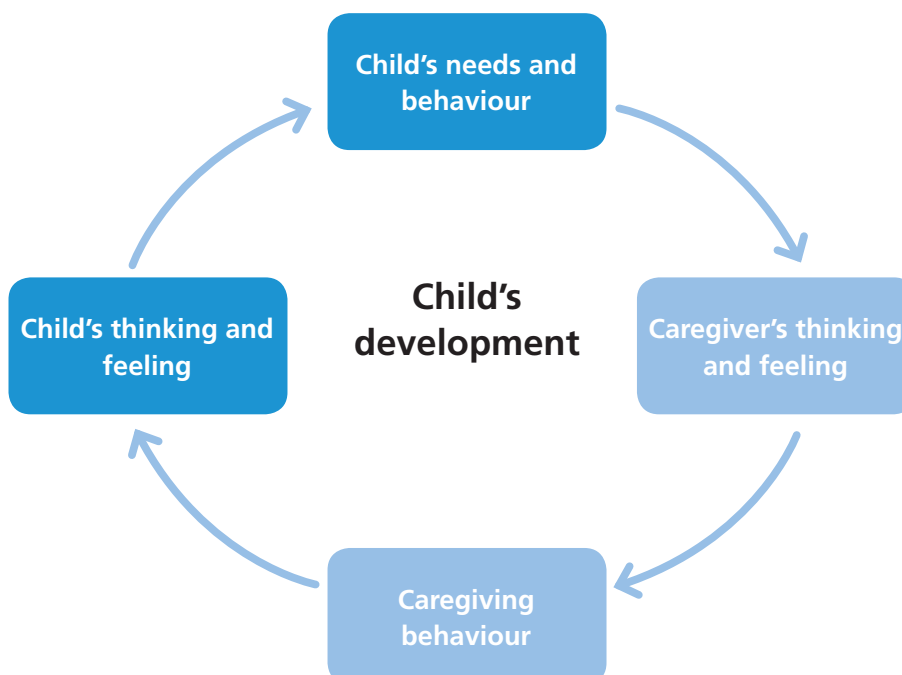 Child’s needs and
behaviour
Child’s
development
Child’s thinking and
feeling
Caregiver’s thinking
and feeling
Caregiving
behaviour